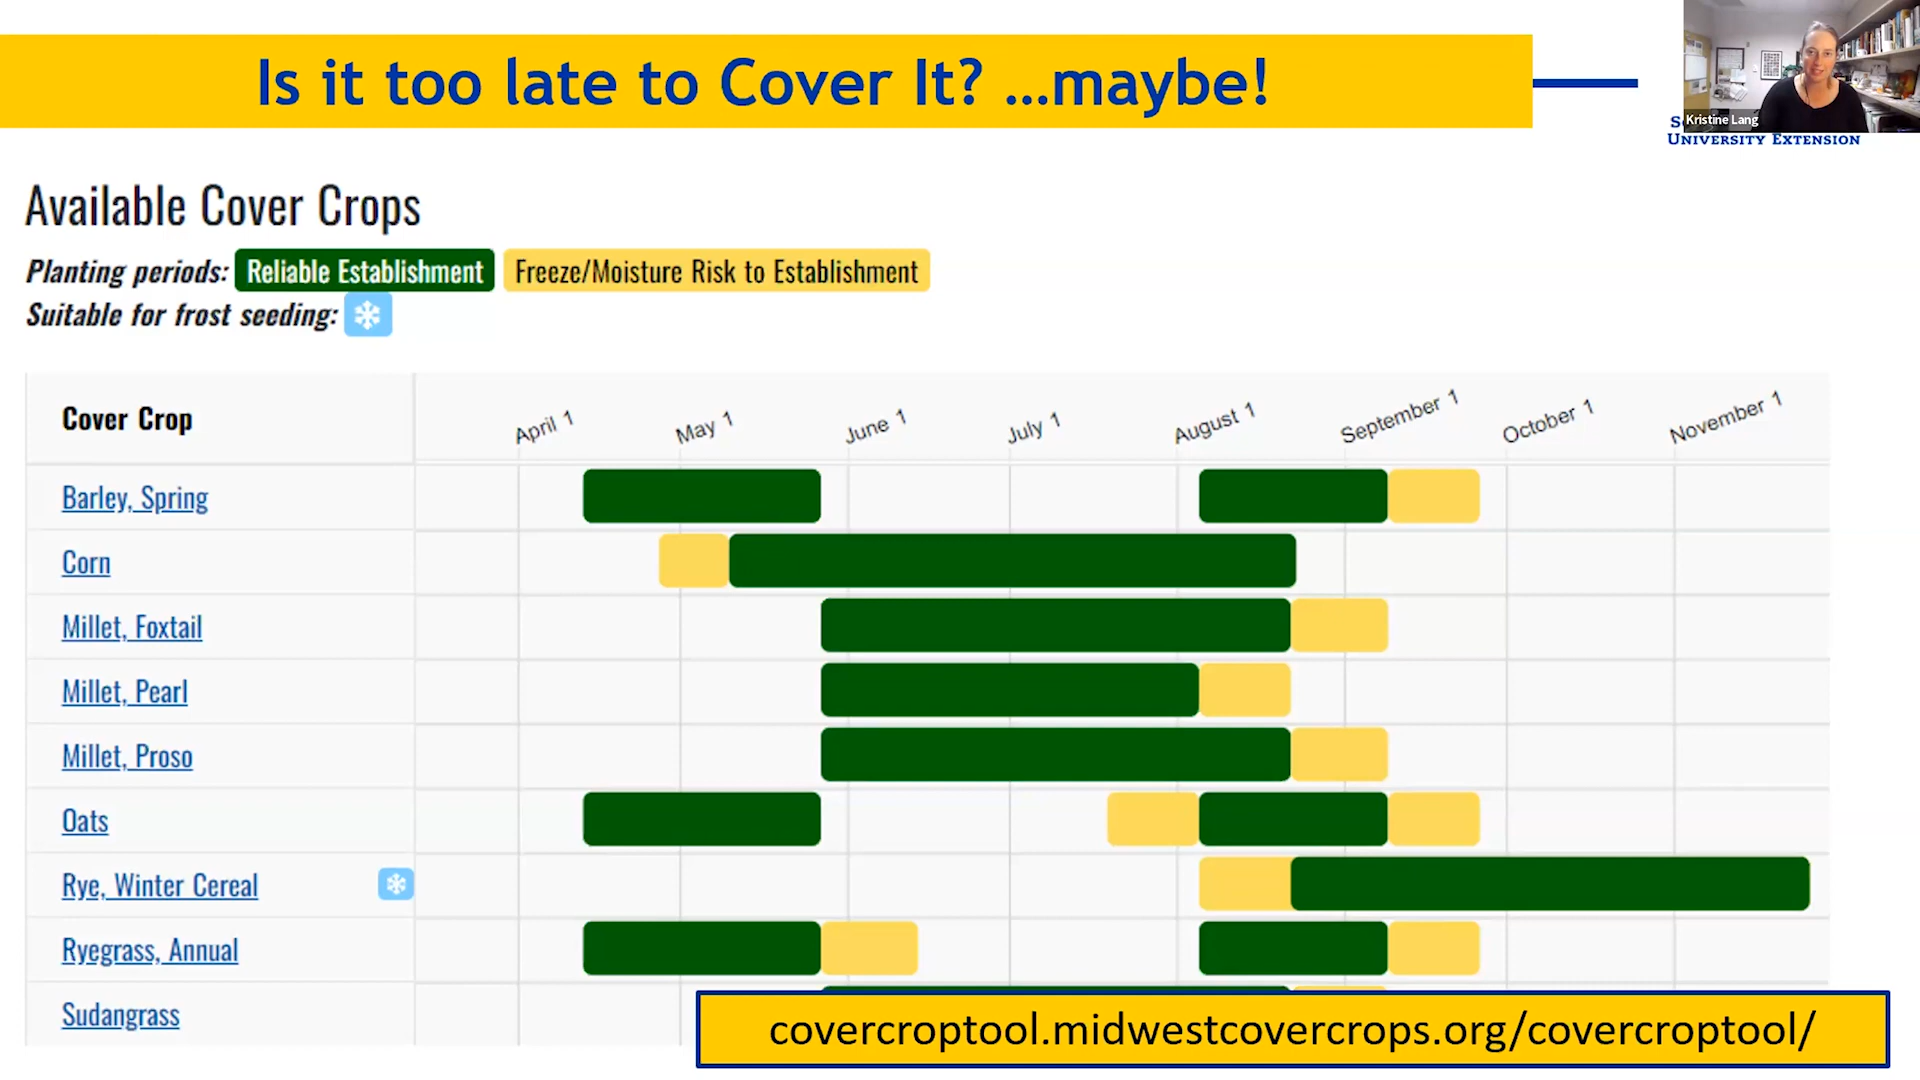 Is it too late to Cover It? ...maybe!
Kristine Lang
S
University Extension
Available Cover Crops
Planting periods: Reliable Establishment Freeze/Moisture Risk to Establishment
Suitable for frost seeding:
Cover Crop April 1 May 1 June 1 July 1 August 1 September 1 October 1 November 1
Barley, Spring
Corn
Millet, Foxtail
Millet, Pearl
Millet, Proso
Oats
Rye, Winter Cereal
Ryegrass, Annual
Sudangrass
covercroptool.midwestcovercrops.org/covercroptool/